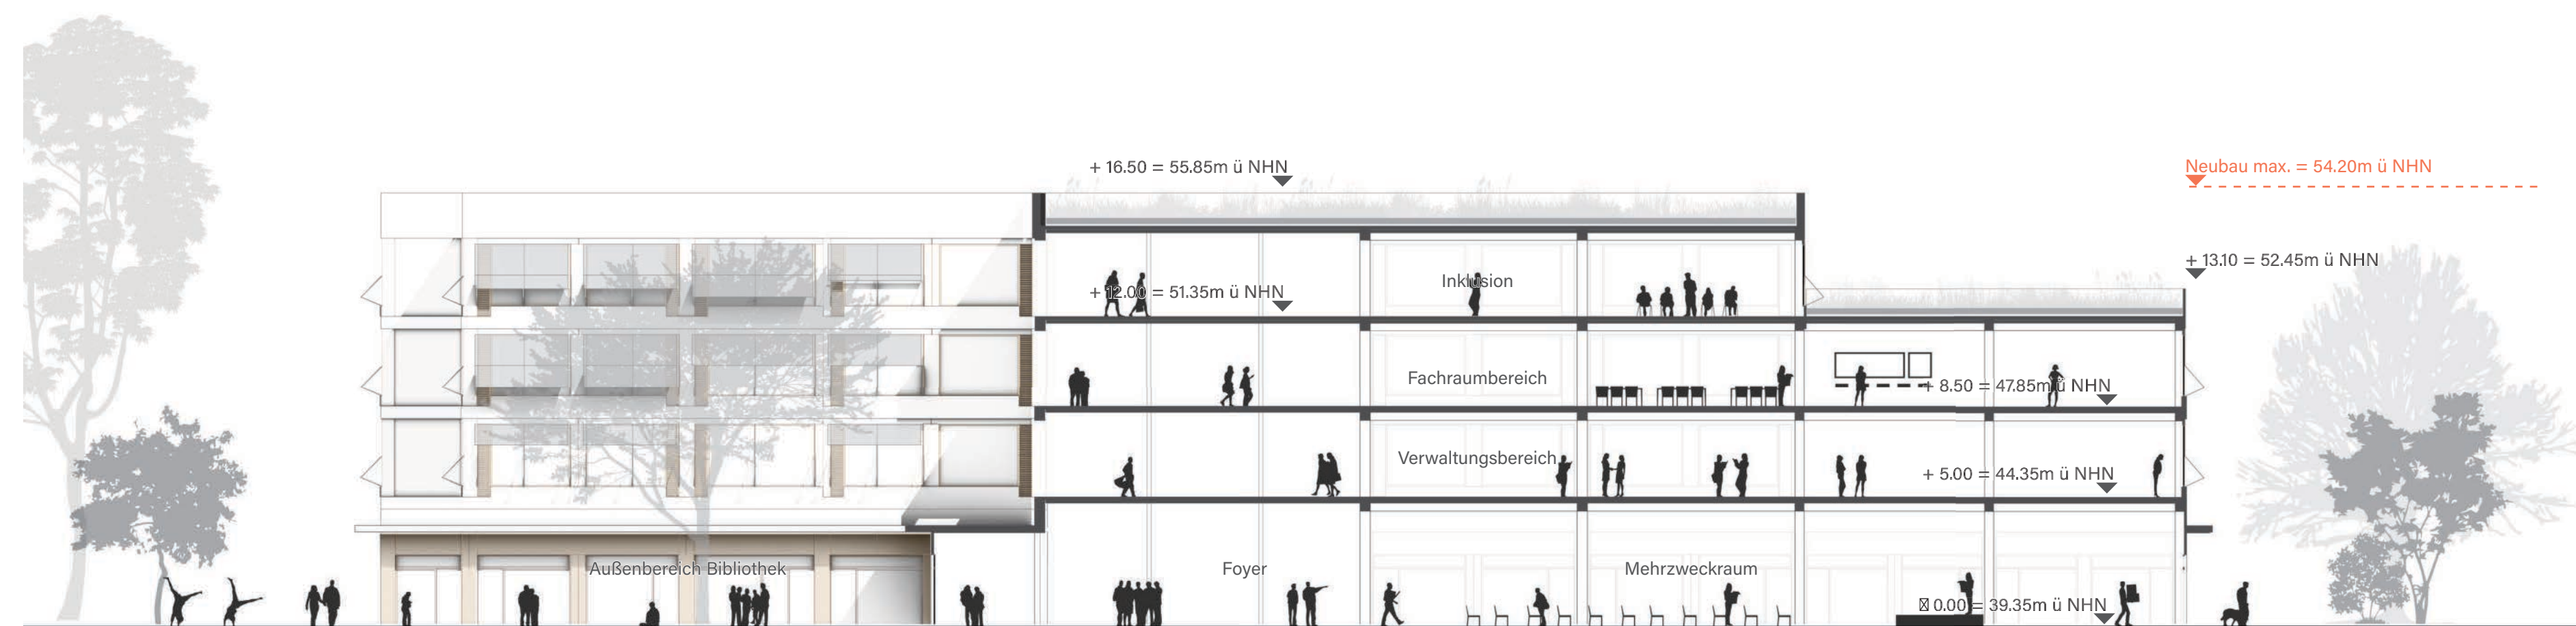 + 16.50 = 55.85m ü NHN
Neubau max. = 54.20m ü NHN
+ 13.10 = 52.45m ü NHN
Inklusion
+ 12.00 = 51.35m ü NHN
Fachraumbereich
+ 8.50 = 47.85m ü NHN
Verwaltungsbereich
+ 5.00 = 44.35m ü NHN
Außenbereich Bibliothek
Foyer
Mehrzweckraum
0.00 = 39.35m ü NHN